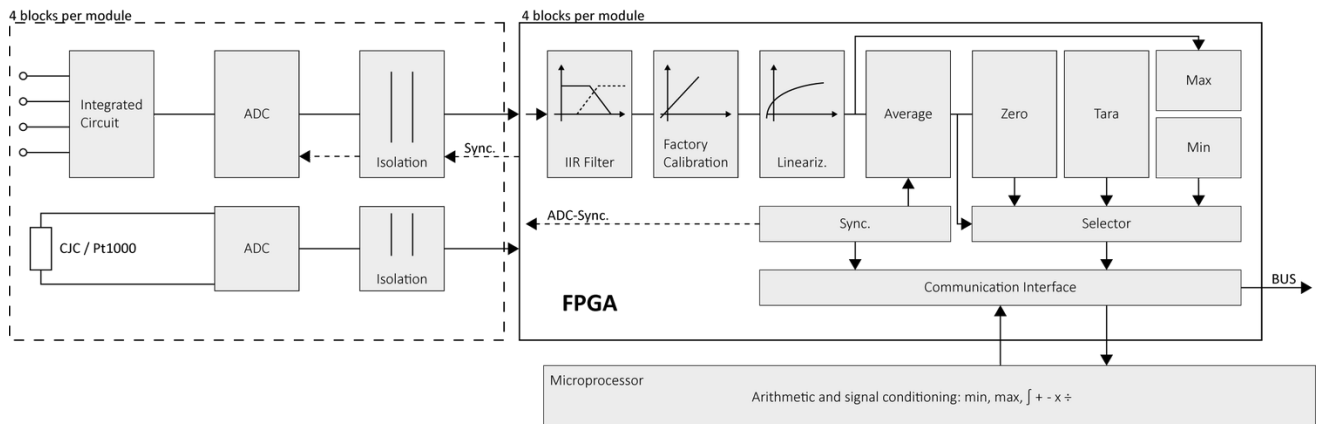 4 blocks per module
4 blocks per module
Integrated
Circuit
ADC
Isolation
Sync.
IIR Filter
Factory
Calibration
Lineariz.
Average
Zero
Tara
Max
Min
CJC / Pt1000
ADC
Isolation
ADC-Sync.
Sync.
Selector
FPGA
Communication Interface
BUS
Microprocessor
Arithmetic and signal conditioning: min, max, ∫ + - x ÷